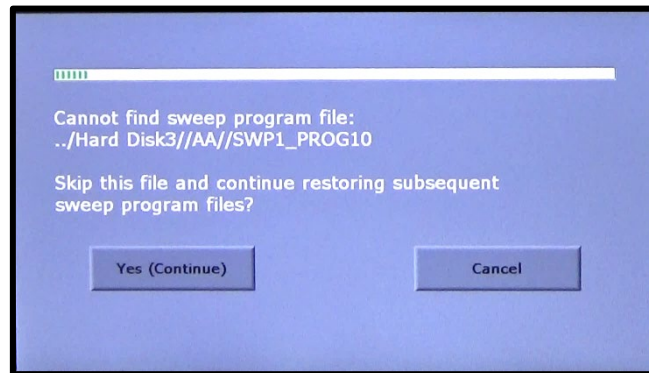 Cannot find sweep program file:
../Hard Disk3//AA//SWP1_PROG10
Skip this file and continue restoring subsequent
sweep program files?
Yes (Continue)
Cancel